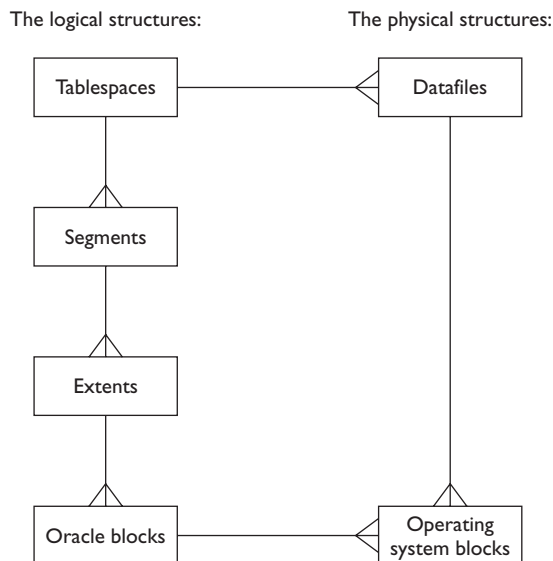 The logical structures:
The physical structures:
Tablespaces
Datafiles
Segments
Extents
Oracle blocks
Operating
system blocks